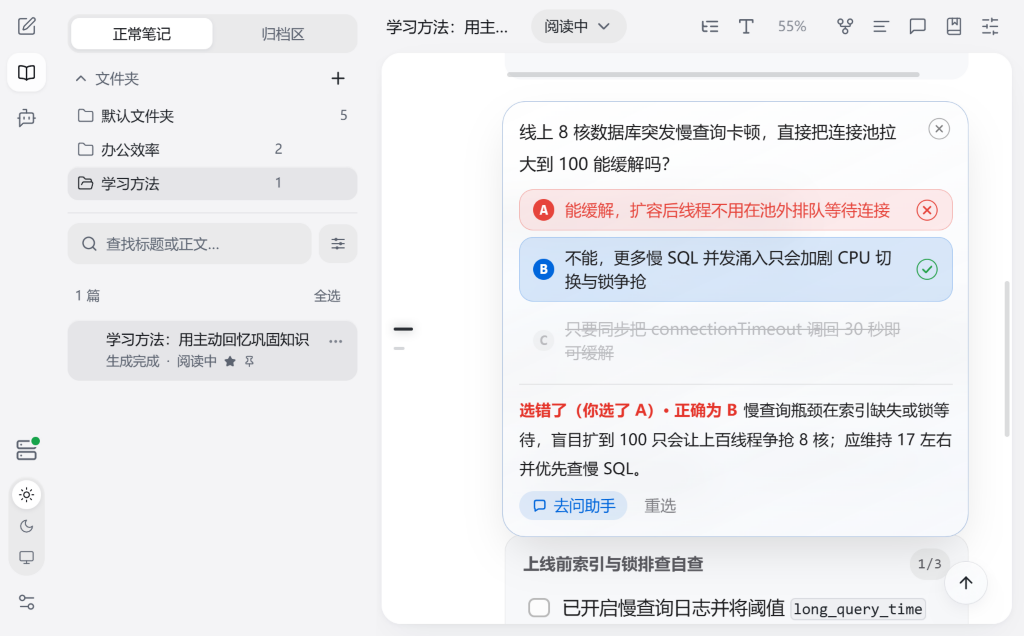 正常笔记
归档区
文件夹
默认文件夹
5
办公效率
2
学习方法
1
查找标题或正文...
1 篇
全选
学习方法：用主动回忆巩固知识
生成完成 · 阅读中
学习方法：用主...
阅读中
55%
线上 8 核数据库突发慢查询卡顿，直接把连接池拉
大到 100 能缓解吗？
A
能缓解，扩容后线程不用在池外排队等待连接
B
不能，更多慢 SQL 并发涌入只会加剧 CPU 切
换与锁争抢
C
只要同步把 connectionTimeout 调回 30 秒即
可缓解
选错了（你选了 A）· 正确为 B 慢查询瓶颈在索引缺失或锁等
待，盲目扩到 100 只会让上百线程争抢 8 核；应维持 17 左右
并优先查慢 SQL。
去问助手
重选
上线前索引与锁排查自查
1/3
已开启慢查询日志并将阈值 long_query_time